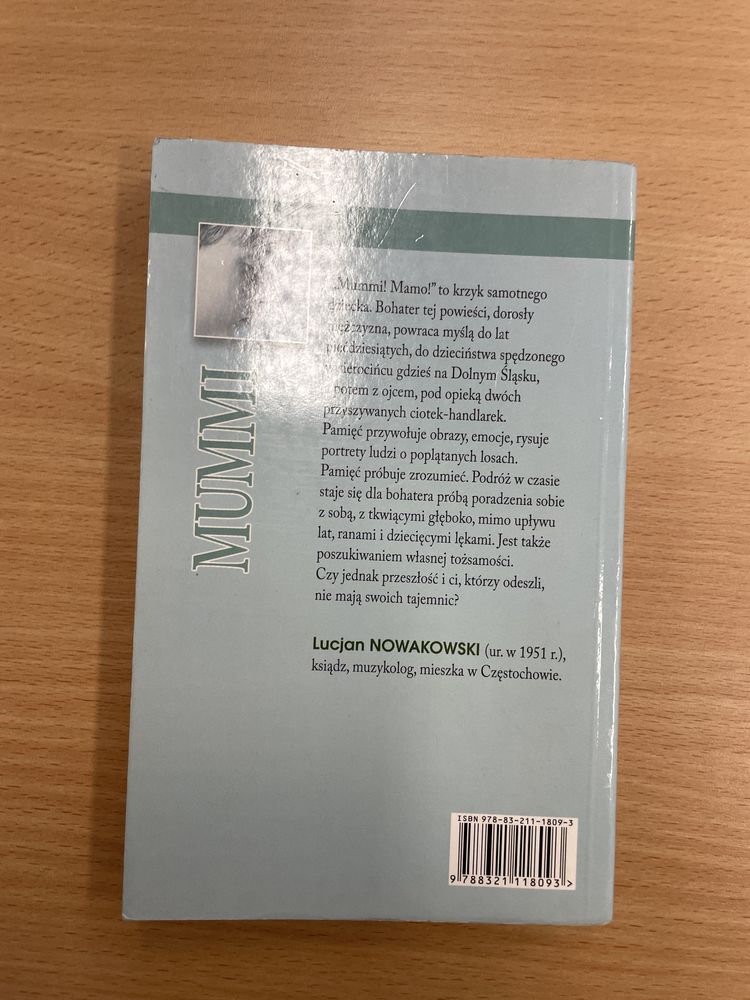 MUMMI
„Mummi! Mamo!” to krzyk samotnego
dziecka. Bohater tej powieści, dorosły
mężczyzna, powraca myślą do lat
pięćdziesiątych, do dzieciństwa spędzonego
w sierocińcu gdzieś na Dolnym Śląsku,
a potem z ojcem, pod opieką dwóch
przyszywanych ciotek-handlarek.
Pamięć przywołuje obrazy, emocje, rysuje
portrety ludzi o poplątanych losach.
Pamięć próbuje zrozumieć. Podróż w czasie
staje się dla bohatera próbą poradzenia sobie
z sobą, z tkwiącymi głęboko, mimo upływu
lat, ranami i dziecięcymi lękami. Jest także
poszukiwaniem własnej tożsamości.
Czy jednak przeszłość i ci, którzy odeszli,
nie mają swoich tajemnic?
Lucjan NOWAKOWSKI (ur. w 1951 r.),
ksiądz, muzykolog, mieszka w Częstochowie.
ISBN 978-83-211-1809-3
9 788321 118093 >